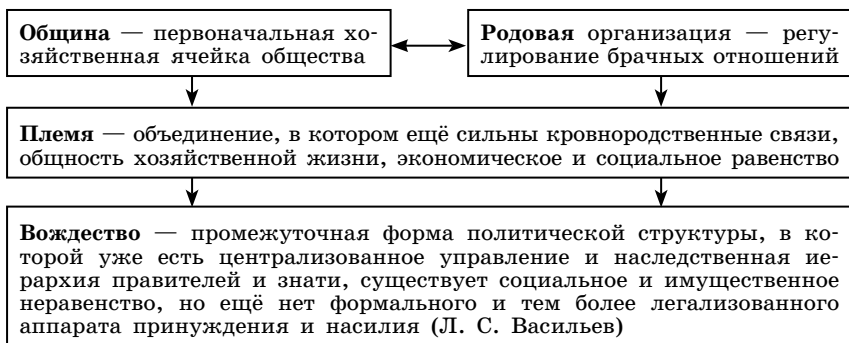 Община — первоначальная хо-
зяйственная ячейка общества
Родовая организация — регу-
лирование брачных отношений
Племя — объединение, в котором ещё сильны кровнородственные связи,
общность хозяйственной жизни, экономическое и социальное равенство
Вождество — промежуточная форма политической структуры, в ко-
торой уже есть централизованное управление и наследственная ие-
рархия правителей и знати, существует социальное и имущественное
неравенство, но ещё нет формального и тем более легализованного
аппарата принуждения и насилия (Л. С. Васильев)